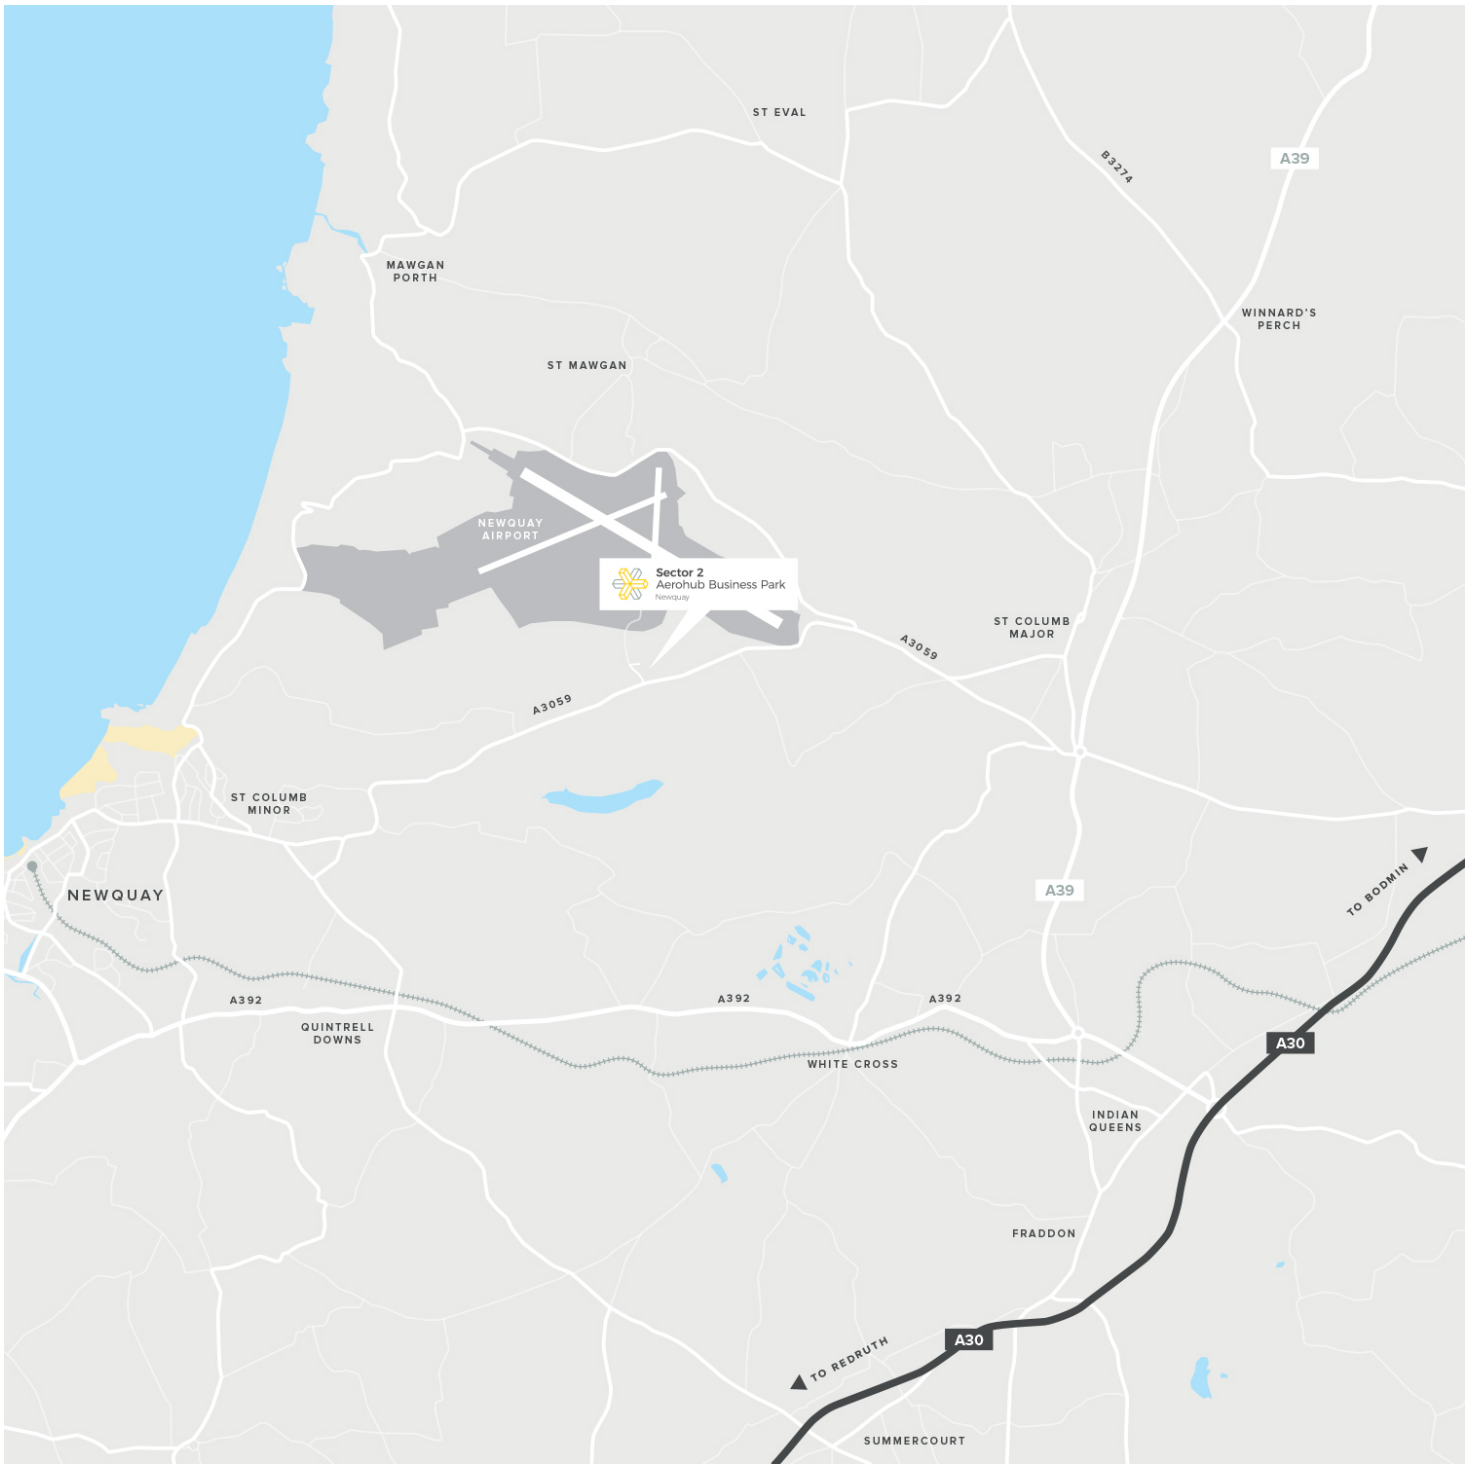 ST EVAL
B3274
A39
MAWGAN
PORTH
WINNARD'S
PERCH
ST MAWGAN
NEWQUAY
AIRPORT
Sector 2
Aerohub Business Park
Newquay
ST COLUMB
MAJOR
A3059
A3059
ST COLUMB
MINOR
NEWQUAY
A39
TO BODMIN
A392
A392
A392
QUINTRELL
DOWNS
WHITE CROSS
A30
INDIAN
QUEENS
FRADDON
A30
TO REDRUTH
SUMMERCOURT